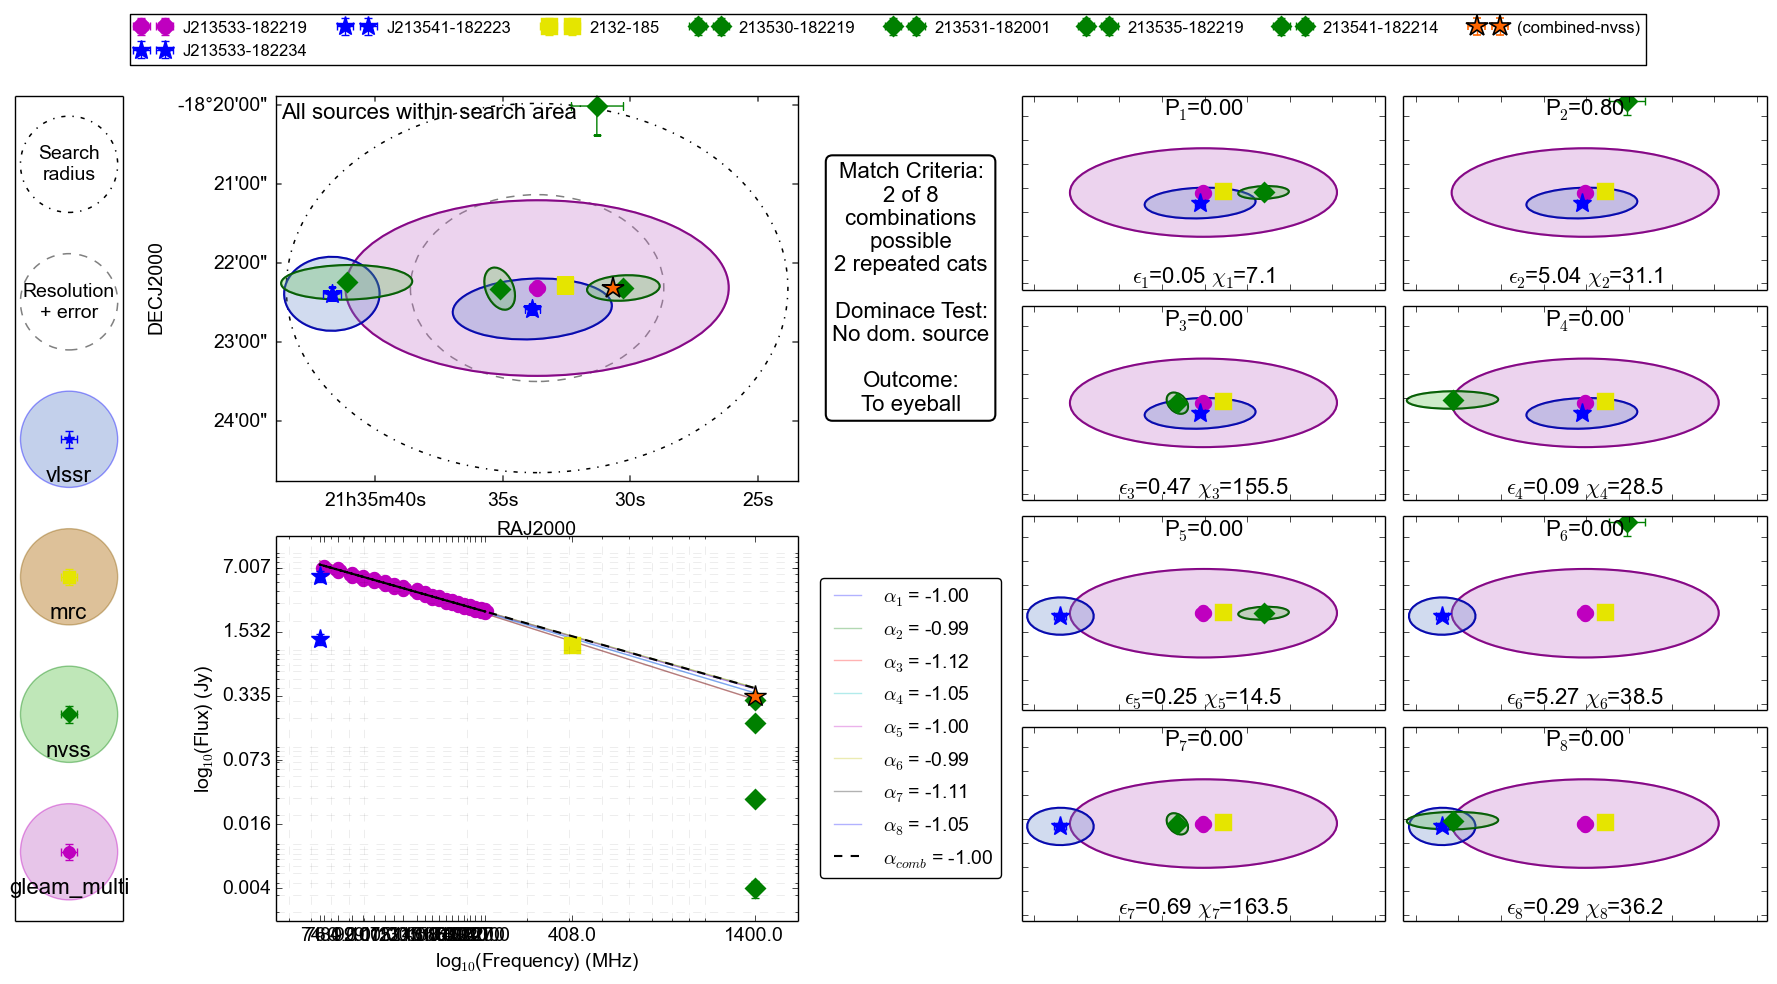 J213533-182219
J213541-182223
2132-185
213530-182219
213531-182001
213535-182219
213541-182214
(combined-nvss)
J213533-182234
Search
radius
Resolution
+ error
vlssr
mrc
nvss
gleam_multi
All sources within search area
DECJ2000
-18°20'00"
21'00"
22'00"
23'00"
24'00"
21h35m40s
35s
30s
25s
RAJ2000
Match Criteria:
2 of 8
combinations
possible
2 repeated cats
Dominace Test:
No dom. source
Outcome:
To eyeball
log10(Flux) (Jy)
7.007
1.532
0.335
0.073
0.016
0.004
408.0
1400.0
log10(Frequency) (MHz)
α1 = -1.00
α2 = -0.99
α3 = -1.12
α4 = -1.05
α5 = -1.00
α6 = -0.99
α7 = -1.11
α8 = -1.05
αcomb = -1.00
P1=0.00
ϵ1=0.05 χ1=7.1
P2=0.80
ϵ2=5.04 χ2=31.1
P3=0.00
ϵ3=0.47 χ3=155.5
P4=0.00
ϵ4=0.09 χ4=28.5
P5=0.00
ϵ5=0.25 χ5=14.5
P6=0.00
ϵ6=5.27 χ6=38.5
P7=0.00
ϵ7=0.69 χ7=163.5
P8=0.00
ϵ8=0.29 χ8=36.2